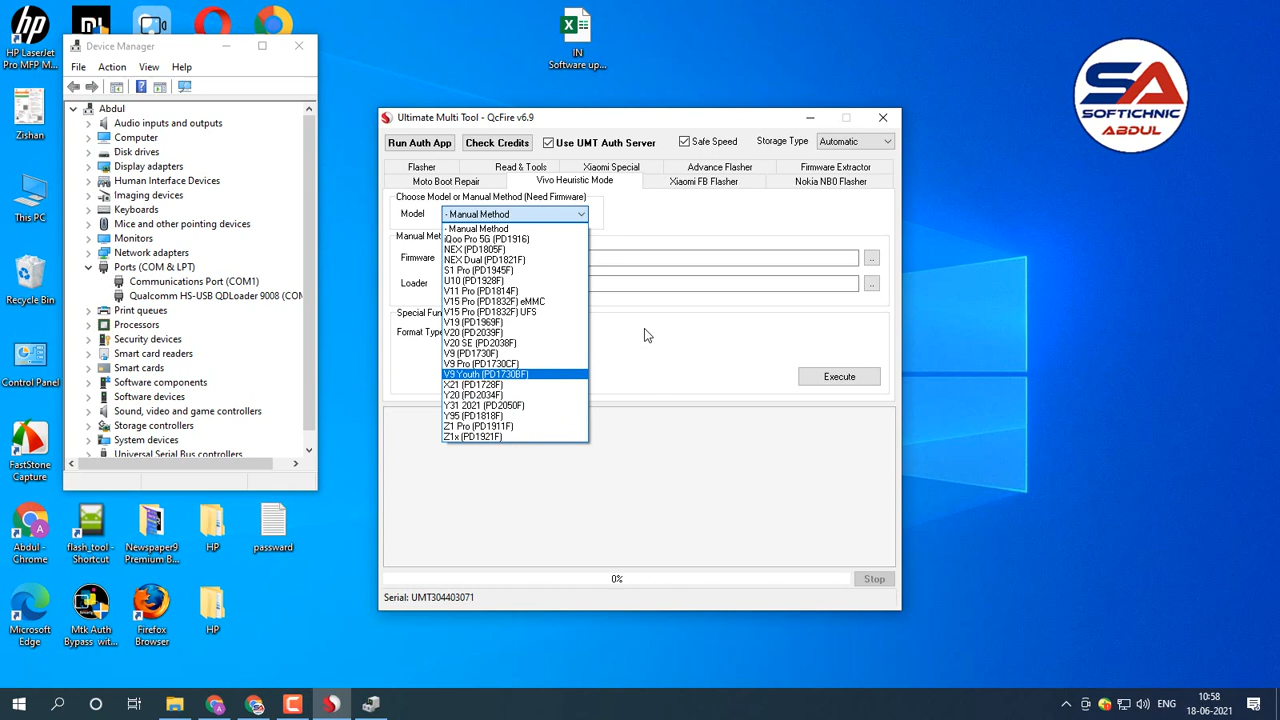 HP LaserJet
Pro MFP M...
Zishan
This PC
Recycle Bin
Control Panel
FastStone
Capture
Abdul -
Chrome
flash_tool -
Shortcut
Newspaper9
Premium B...
HP
passward
Microsoft
Edge
Mtk Auth
Bypass_wit...
Firefox
Browser
HP
IN
Software up...
SA
SOFTICHNIC
ABDUL
Device Manager
File Action View Help
Abdul
Audio inputs and outputs
Computer
Disk drives
Display adapters
Human Interface Devices
Imaging devices
Keyboards
Mice and other pointing devices
Monitors
Network adapters
Ports (COM & LPT)
Communications Port (COM1)
Qualcomm HS-USB QDLoader 9008 (COM
Print queues
Processors
Security devices
Smart card readers
Smart cards
Software components
Software devices
Sound, video and game controllers
Storage controllers
System devices
Universal Serial Bus controllers
Ultimate Multi Tool - QcFire v6.9
Run Auth App Check Credits Use UMT Auth Server Safe Speed Storage Type Automatic
Flasher Read & Tools Xiaomi Special Advance Flasher Firmware Extractor
Moto Boot Repair Vivo Heuristic Mode Xiaomi FB Flasher Nokia NB0 Flasher
Choose Model or Manual Method (Need Firmware)
Model - Manual Method
- Manual Method
iQoo Pro 5G (PD1916)
NEX (PD1805F)
NEX Dual (PD1821F)
S1 Pro (PD1945F)
U10 (PD1928F)
V11 Pro (PD1814F)
V15 Pro (PD1832F) eMMC
V15 Pro (PD1832F) UFS
V19 (PD1969F)
V20 (PD2039F)
V20 SE (PD2038F)
V9 (PD1730F)
V9 Pro (PD1730CF)
V9 Youth (PD1730BF)
X21 (PD1728F)
Y20 (PD2034F)
Y31 2021 (PD2050F)
Y95 (PD1818F)
Z1 Pro (PD1911F)
Z1x (PD1921F)
Manual Met
Firmware ..
Loader ..
Special Fun
Format Type
Execute
0%
Stop
Serial: UMT304403071
ENG
10:58
18-06-2021